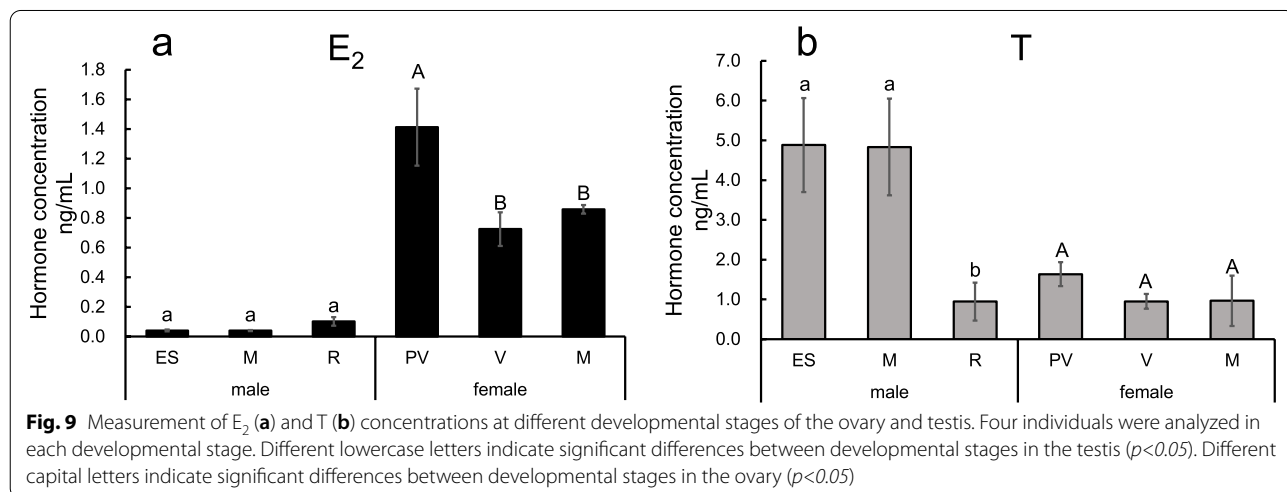 a
E2
1.8
1.6
1.4
1.2
1.0
0.8
0.6
0.4
0.2
0.0
Hormone concentration
ng/mL
a a a A B B
ES M R PV V M
male female
b
T
7.0
6.0
5.0
4.0
3.0
2.0
1.0
0.0
Hormone concentration
ng/mL
a a b A A A
ES M R PV V M
male female
Fig. 9 Measurement of E2 (a) and T (b) concentrations at different developmental stages of the ovary and testis. Four individuals were analyzed in
each developmental stage. Different lowercase letters indicate significant differences between developmental stages in the testis (p<0.05). Different
capital letters indicate significant differences between developmental stages in the ovary (p<0.05)